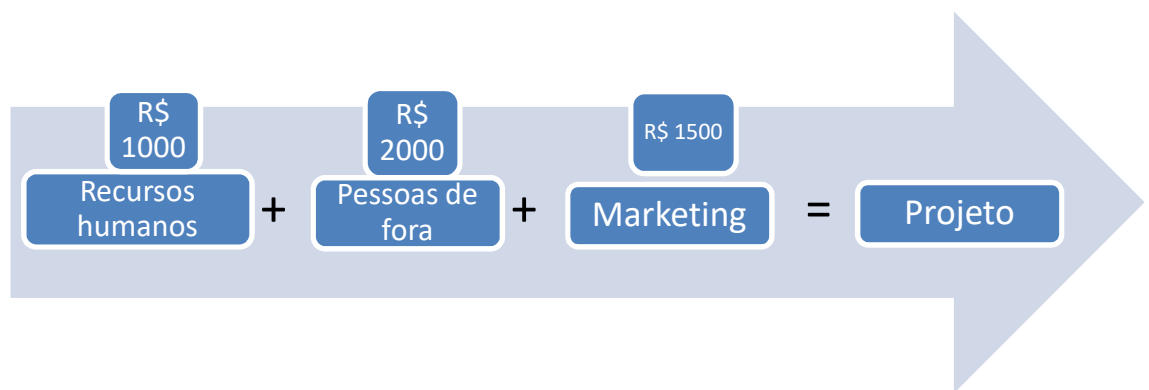 R$
1000
Recursos
humanos
+
R$
2000
Pessoas de
fora
+
R$ 1500
Marketing
=
Projeto